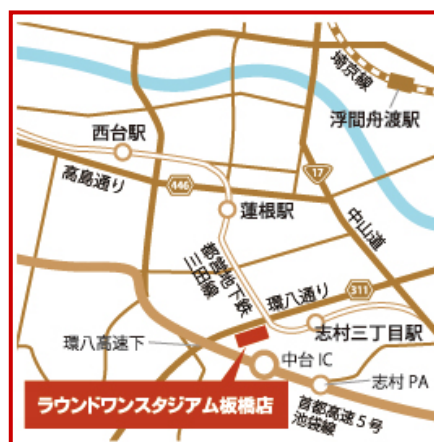 埼京線
浮間舟渡駅
西台駅
高島通り
446
17
蓮根駅
中山道
都営地下鉄
三田線
環八通り
311
志村三丁目駅
環八高速下
中台IC
志村PA
ラウンドワンスタジアム板橋店
首都高速5号
池袋線